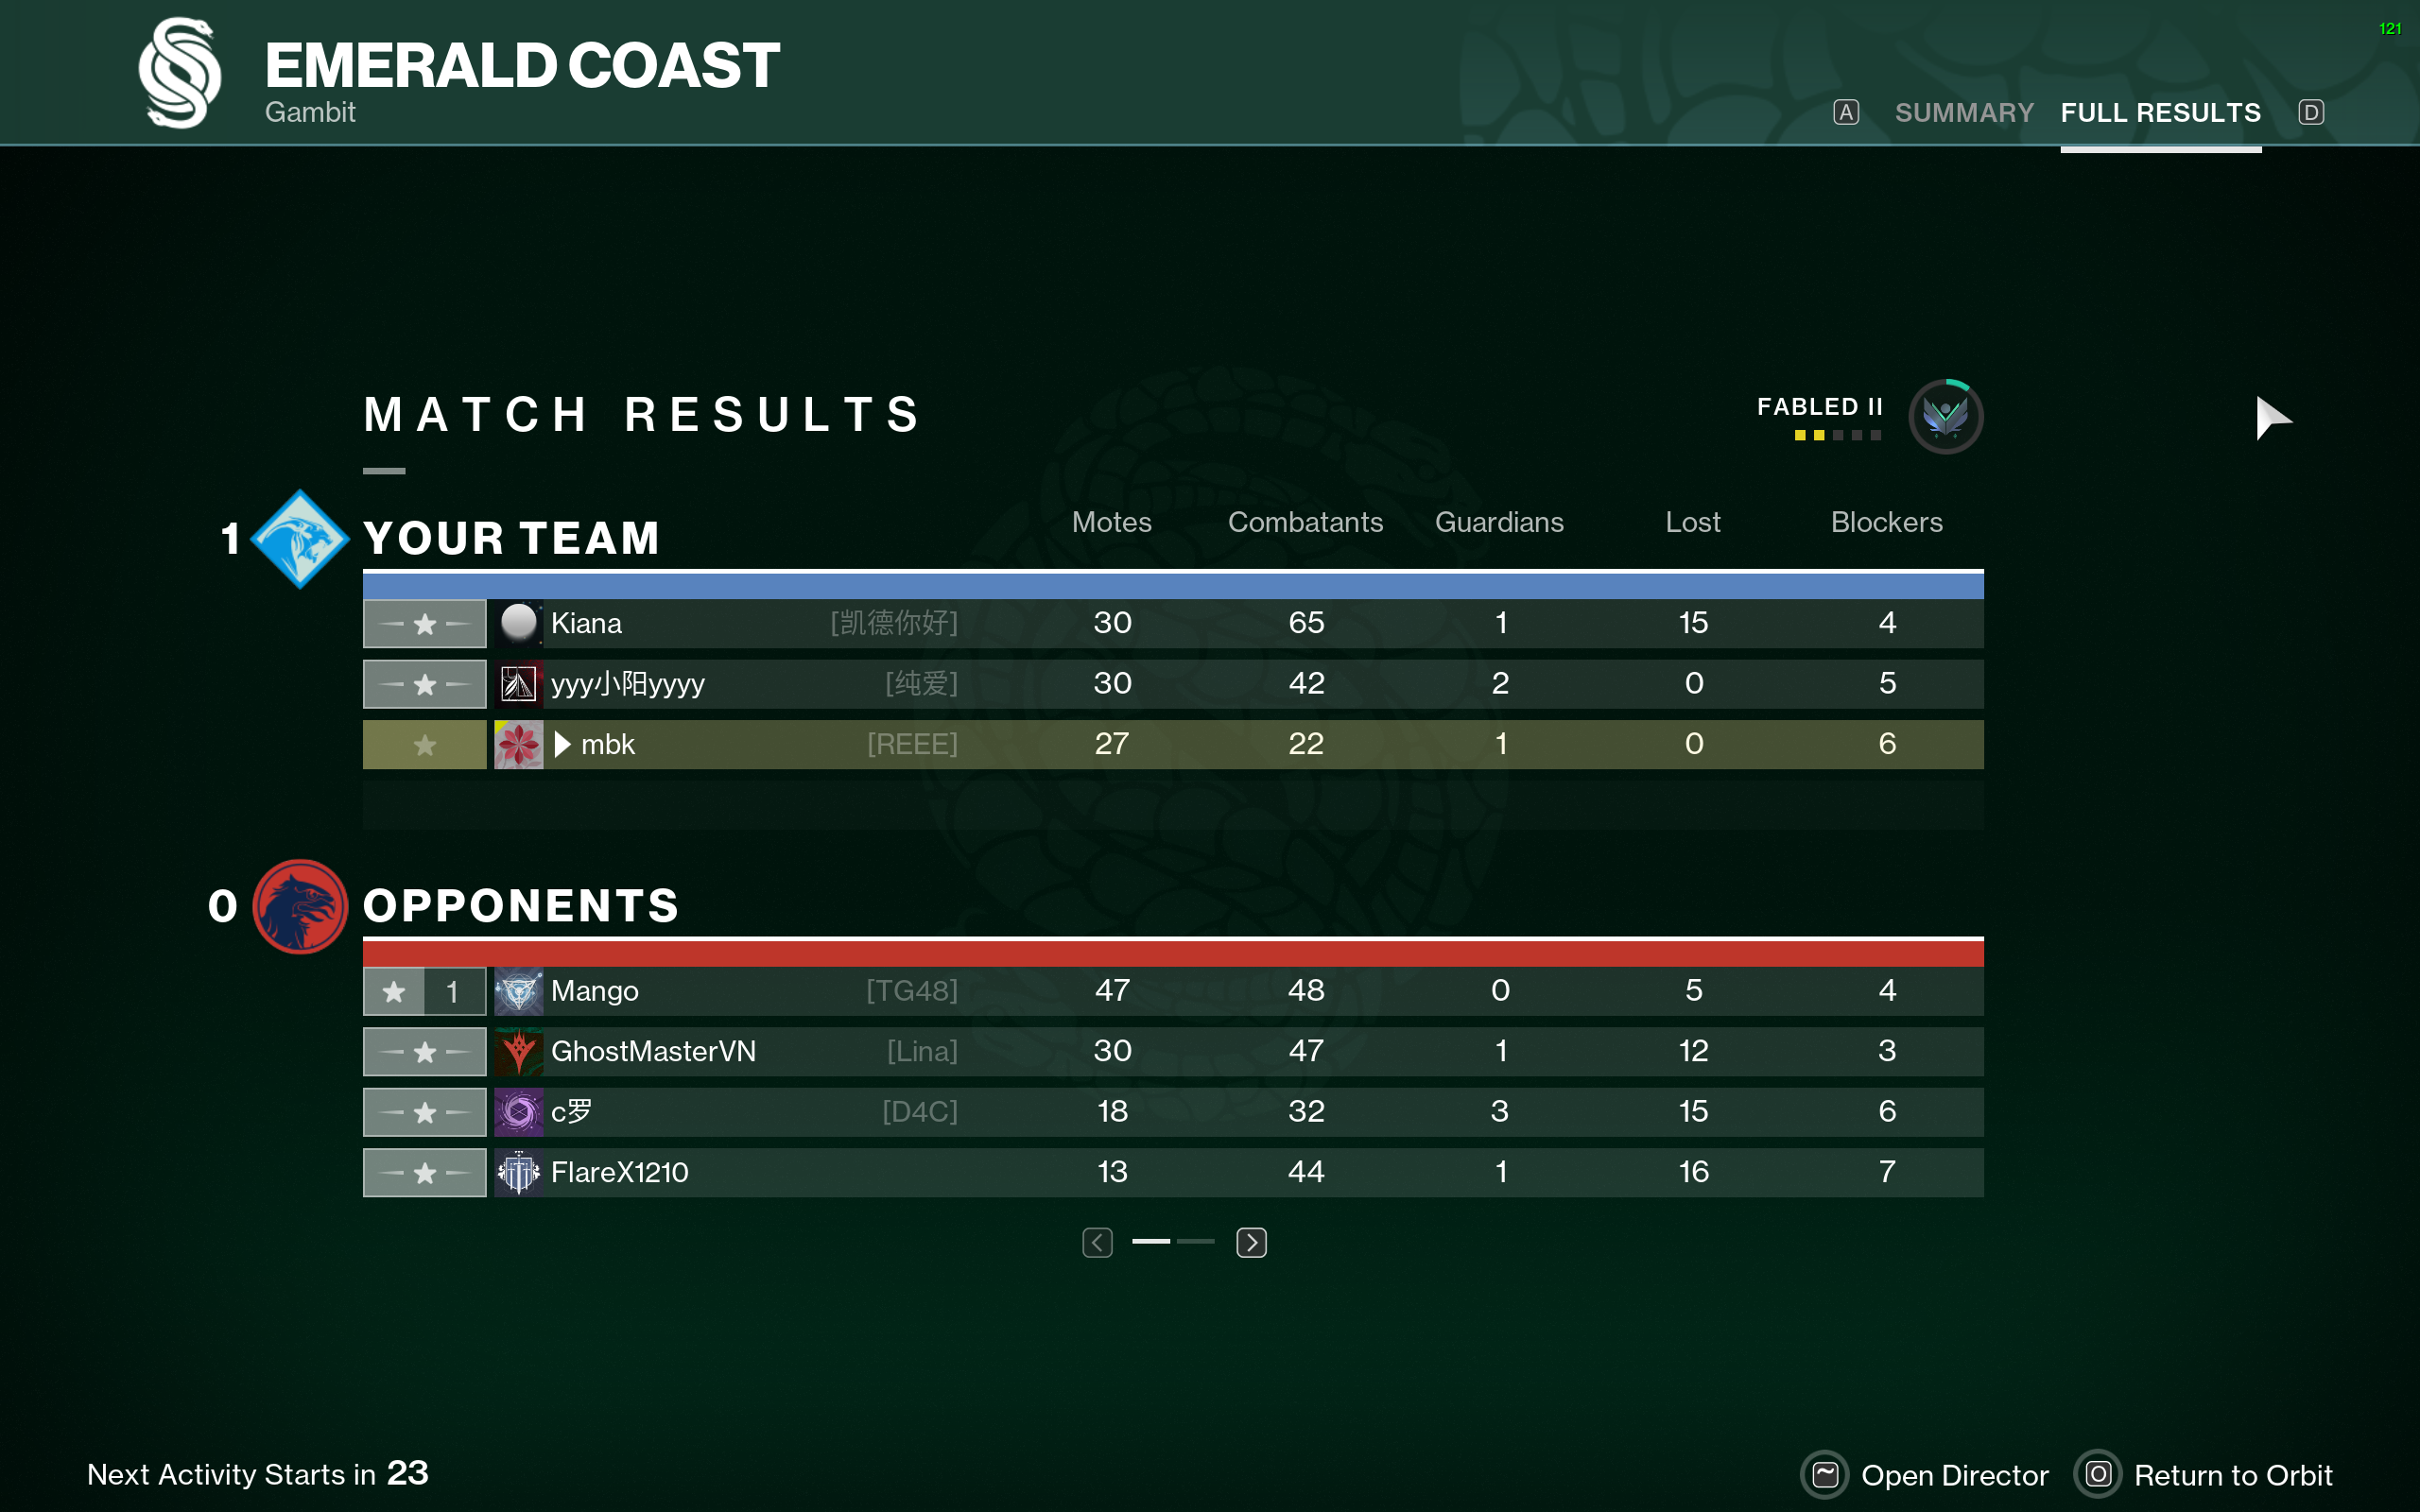 121
EMERALD COAST
Gambit
A SUMMARY FULL RESULTS D
MATCH RESULTS
FABLED II
1 YOUR TEAM Motes Combatants Guardians Lost Blockers
Kiana [凯德你好] 30 65 1 15 4
yyy小阳yyyy [纯爱] 30 42 2 0 5
mbk [REEE] 27 22 1 0 6
0 OPPONENTS
1 Mango [TG48] 47 48 0 5 4
GhostMasterVN [Lina] 30 47 1 12 3
c罗 [D4C] 18 32 3 15 6
FlareX1210 13 44 1 16 7
Next Activity Starts in 23
~ Open Director O Return to Orbit